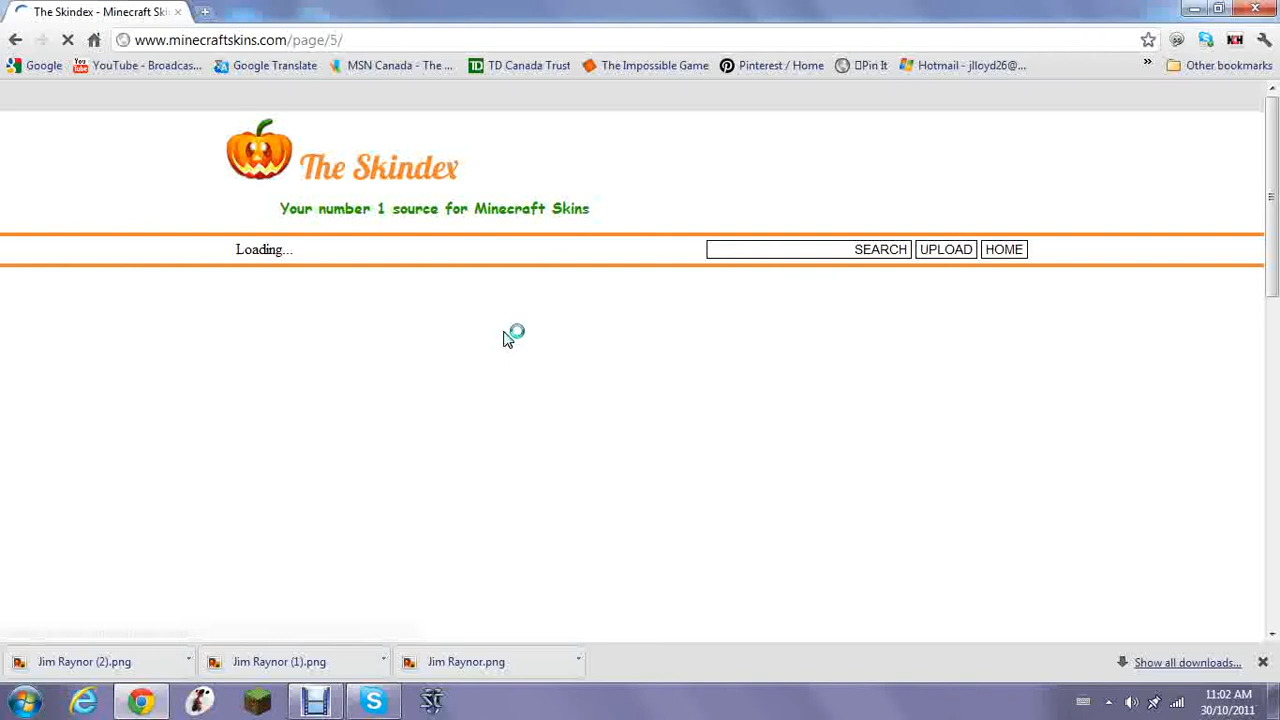 The Skindex - Minecraft Ski
www.minecraftskins.com/page/5/
Google
YouTube - Broadcas...
Google Translate
MSN Canada - The ...
TD Canada Trust
The Impossible Game
Pinterest / Home
Pin It
Hotmail - jlloyd26@...
»
Other bookmarks
The Skindex
Your number 1 source for Minecraft Skins
Loading...
SEARCH
UPLOAD
HOME
Jim Raynor (2).png
Jim Raynor (1).png
Jim Raynor.png
Show all downloads...
11:02 AM
30/10/2011